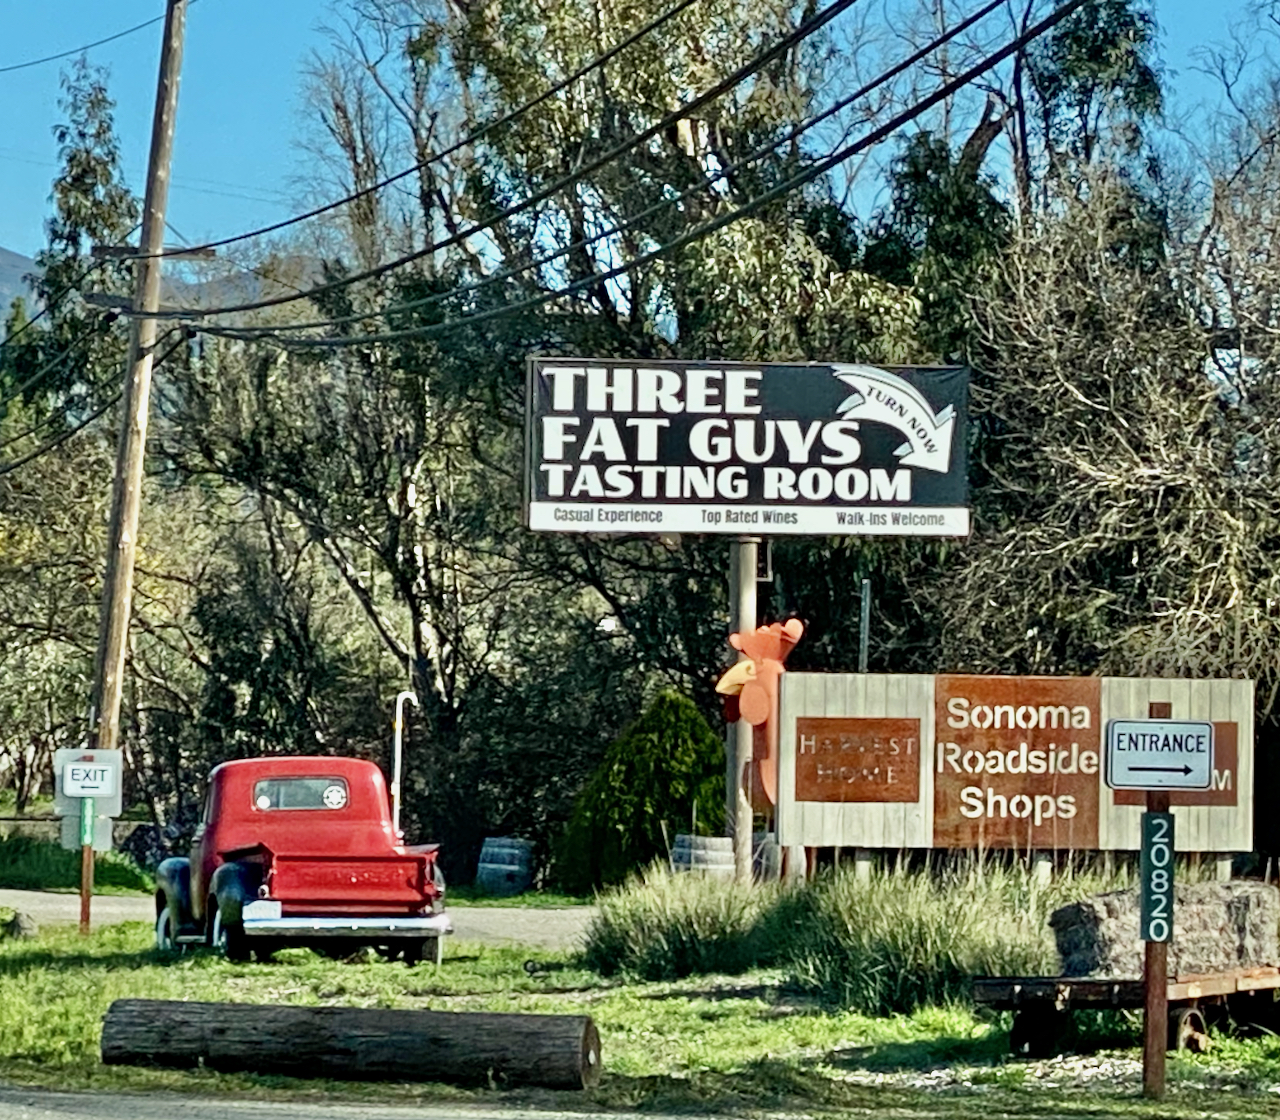 THREE
FAT GUYS
TASTING ROOM
TURN NOW
Casual Experience Top Rated Wines Walk-Ins Welcome
HARVEST
HOME
Sonoma
Roadside
Shops
ENTRANCE
EXIT
20820